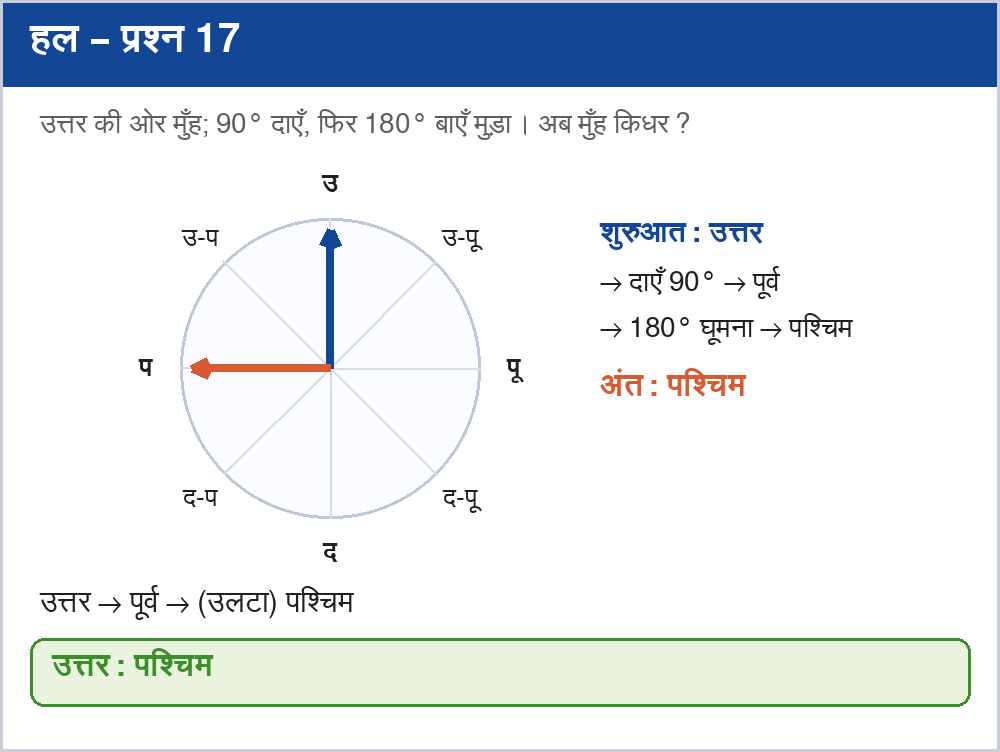 हल – प्रश्न 17
उत्तर की ओर मुँह; 90° दाएँ, फिर 180° बाएँ मुड़ा । अब मुँह किधर ?
उ
उ-प
उ-पू
प
पू
द-प
द-पू
द
शुरुआत : उत्तर
→ दाएँ 90° → पूर्व
→ 180° घूमना → पश्चिम
अंत : पश्चिम
उत्तर → पूर्व → (उलटा) पश्चिम
उत्तर : पश्चिम